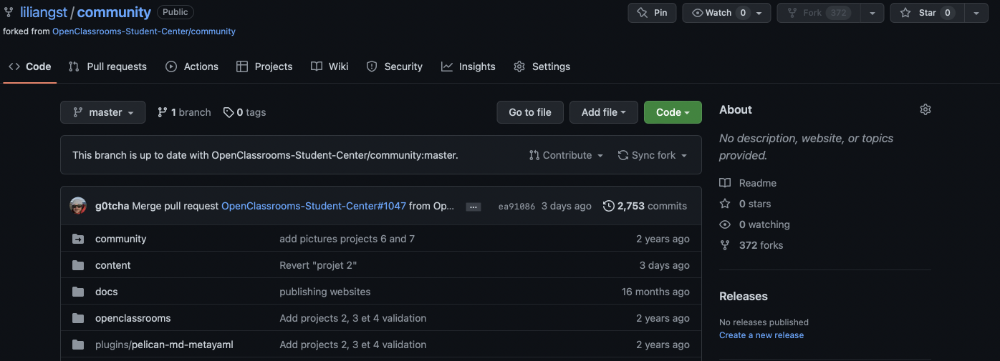 liliangst / community Public Pin Watch 0 Fork 372 Star 0
forked from OpenClassrooms-Student-Center/community
Code Pull requests Actions Projects Wiki Security Insights Settings
master 1 branch 0 tags Go to file Add file Code
This branch is up to date with OpenClassrooms-Student-Center/community:master. Contribute Sync fork
g0tcha Merge pull request OpenClassrooms-Student-Center#1047 from Op... ... ea91086 3 days ago 2,753 commits
community add pictures projects 6 and 7 2 years ago
content Revert "projet 2" 3 days ago
docs publishing websites 16 months ago
openclassrooms Add projects 2, 3 et 4 validation 2 years ago
plugins/pelican-md-metayaml Add projects 2, 3 et 4 validation 2 years ago
About
No description, website, or topics
provided.
Readme
0 stars
0 watching
372 forks
Releases
No releases published
Create a new release